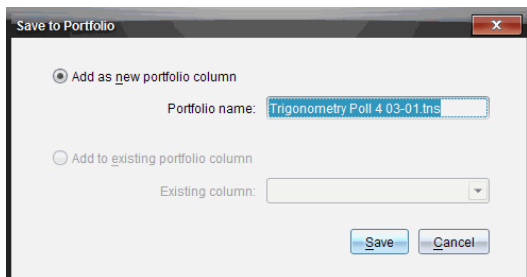 Save to Portfolio
Add as new portfolio column
Portfolio name: Trigonometry Poll 4 03-01.tns
Add to existing portfolio column
Existing column:
Save Cancel